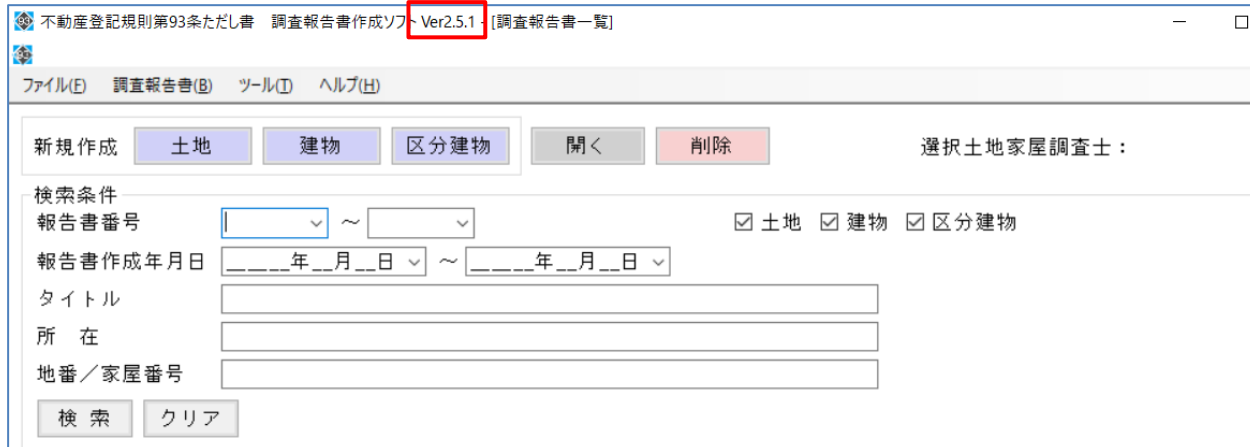 不動産登記規則第93条ただし書　調査報告書作成ソフト Ver2.5.1 - [調査報告書一覧]
ファイル(F)　調査報告書(B)　ツール(T)　ヘルプ(H)
新規作成　土地　建物　区分建物　開く　削除　選択土地家屋調査士：
検索条件
報告書番号　～　土地　建物　区分建物
報告書作成年月日　____年__月__日　～　____年__月__日
タイトル
所　在
地番／家屋番号
検 索　クリア